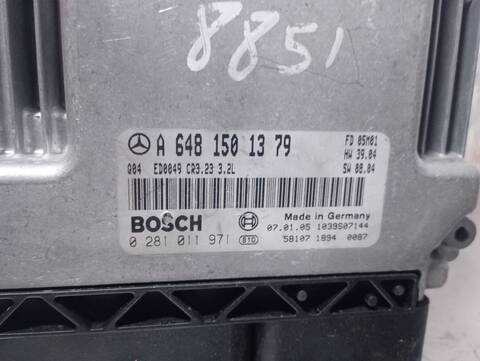 8851
A 648 150 13 79
FD 05M01
HW 39.04
Q04 ED0049 CR3.23 3.2L
SW 08.04
BOSCH
Made in Germany
07.01.05 1039S07144
0 281 011 971
58107 1894 0087